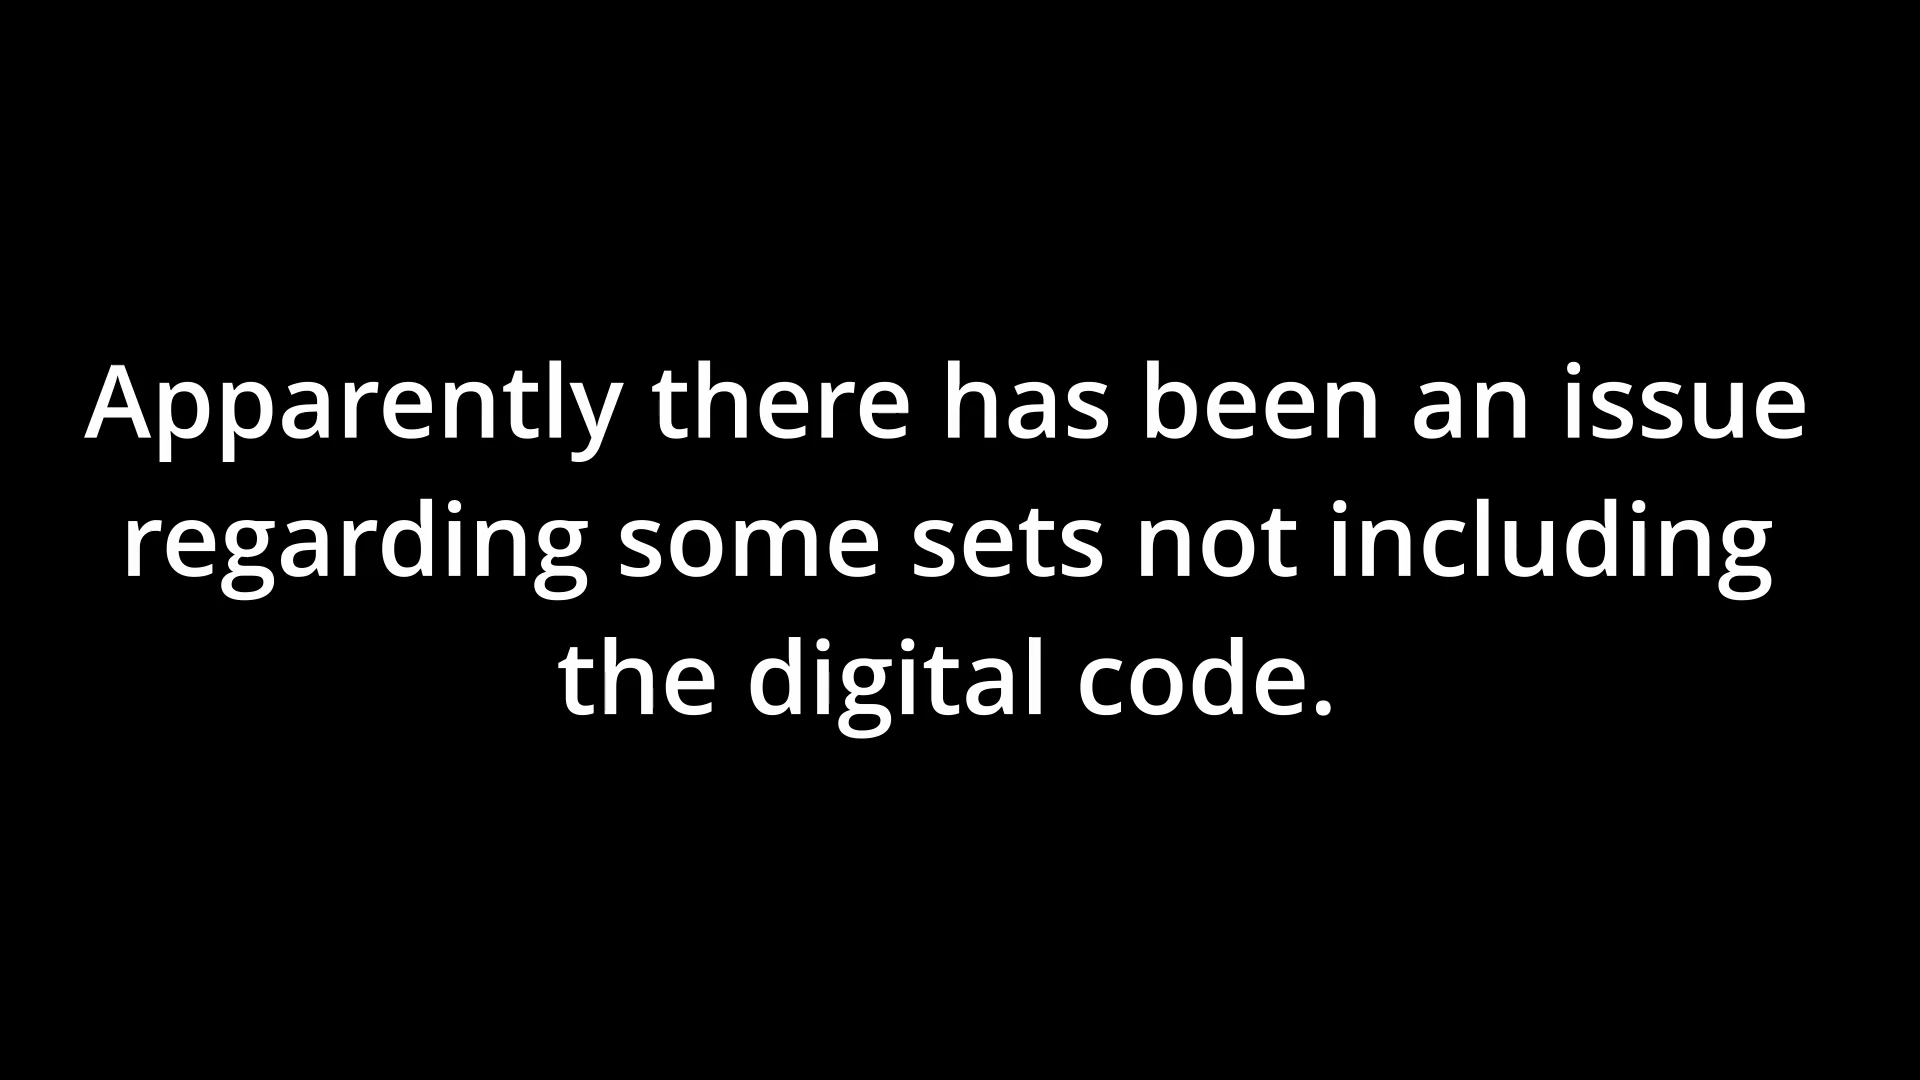 Apparently there has been an issue
regarding some sets not including
the digital code.